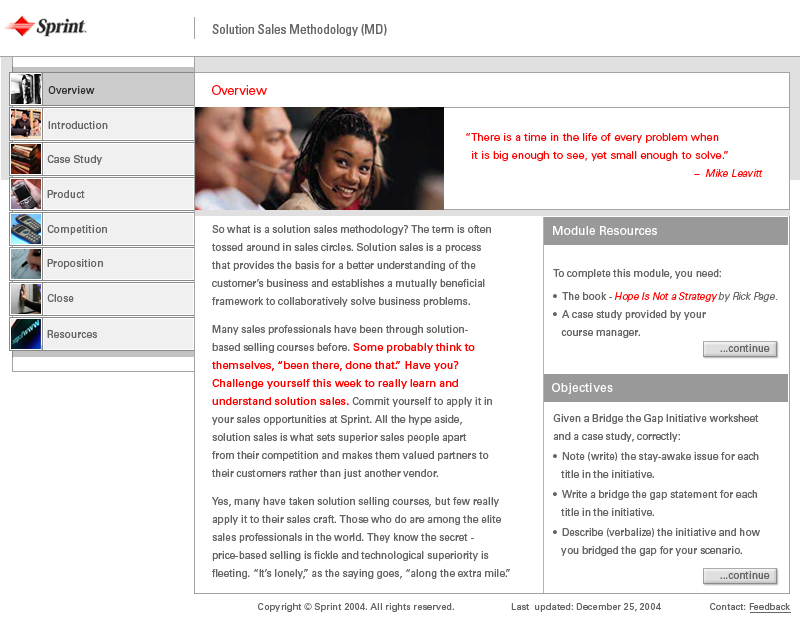 Sprint.
Solution Sales Methodology (MD)
Overview
Introduction
Case Study
Product
Competition
Proposition
Close
Resources
Overview
“There is a time in the life of every problem when
it is big enough to see, yet small enough to solve.”
– Mike Leavitt
So what is a solution sales methodology? The term is often
tossed around in sales circles. Solution sales is a process
that provides the basis for a better understanding of the
customer's business and establishes a mutually beneficial
framework to collaboratively solve business problems.
Many sales professionals have been through solution-
based selling courses before. Some probably think to
themselves, “been there, done that.” Have you?
Challenge yourself this week to really learn and
understand solution sales. Commit yourself to apply it in
your sales opportunities at Sprint. All the hype aside,
solution sales is what sets superior sales people apart
from their competition and makes them valued partners to
their customers rather than just another vendor.
Yes, many have taken solution selling courses, but few really
apply it to their sales craft. Those who do are among the elite
sales professionals in the world. They know the secret -
price-based selling is fickle and technological superiority is
fleeting. “It's lonely,” as the saying goes, “along the extra mile.”
Module Resources
To complete this module, you need:
• The book - Hope Is Not a Strategy by Rick Page.
• A case study provided by your
course manager.
...continue
Objectives
Given a Bridge the Gap Initiative worksheet
and a case study, correctly:
• Note (write) the stay-awake issue for each
title in the initiative.
• Write a bridge the gap statement for each
title in the initiative.
• Describe (verbalize) the initiative and how
you bridged the gap for your scenario.
...continue
Copyright © Sprint 2004. All rights reserved.
Last updated: December 25, 2004
Contact: Feedback